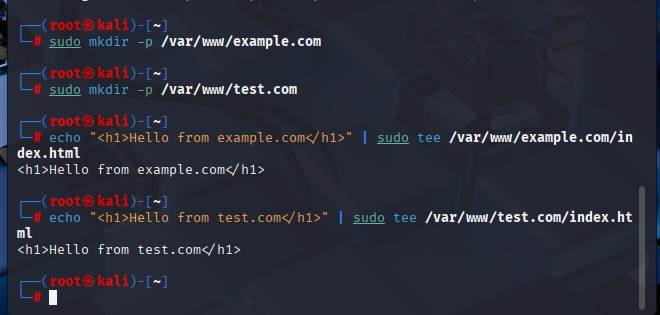 ┌──(root㉿kali)-[~]
└─# sudo mkdir -p /var/www/example.com
┌──(root㉿kali)-[~]
└─# sudo mkdir -p /var/www/test.com
┌──(root㉿kali)-[~]
└─# echo "<h1>Hello from example.com</h1>" | sudo tee /var/www/example.com/in
dex.html
<h1>Hello from example.com</h1>
┌──(root㉿kali)-[~]
└─# echo "<h1>Hello from test.com</h1>" | sudo tee /var/www/test.com/index.ht
ml
<h1>Hello from test.com</h1>
┌──(root㉿kali)-[~]
└─#